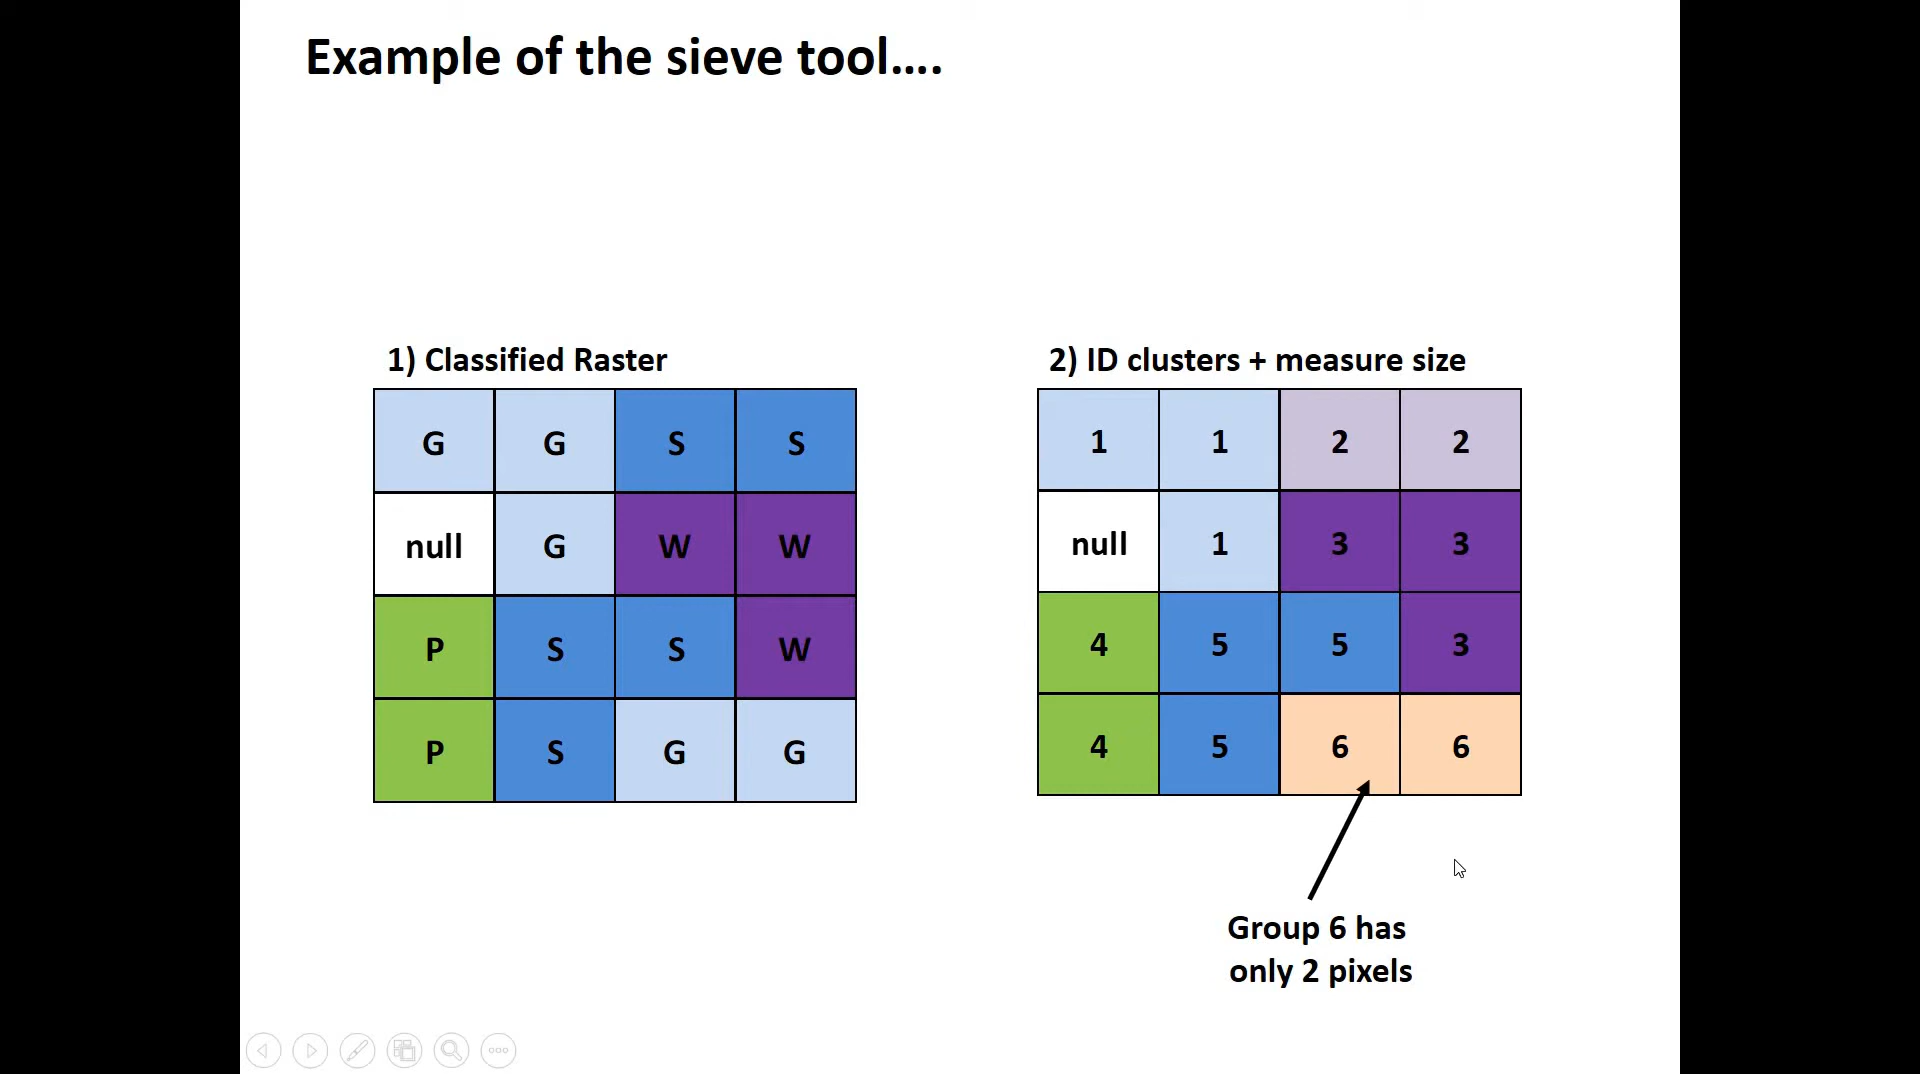 Example of the sieve tool....
1) Classified Raster
G G S S
null G W W
P S S W
P S G G
2) ID clusters + measure size
1 1 2 2
null 1 3 3
4 5 5 3
4 5 6 6
Group 6 has
only 2 pixels